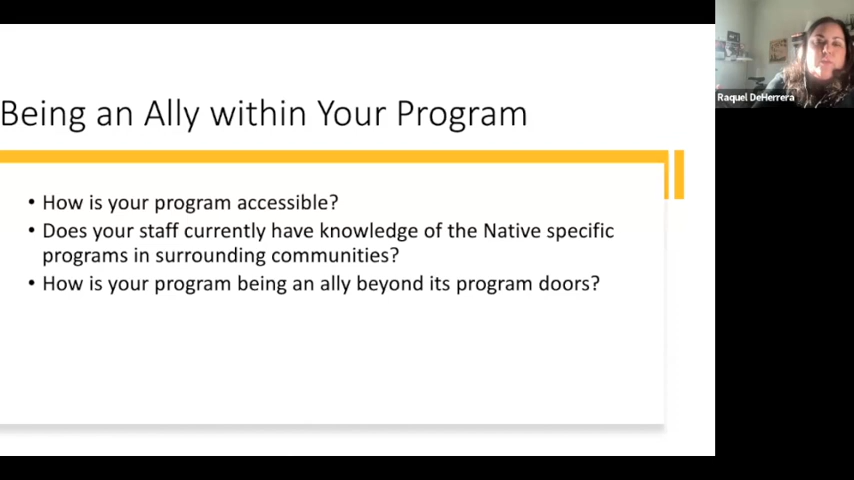 Being an Ally within Your Program
• How is your program accessible?
• Does your staff currently have knowledge of the Native specific
programs in surrounding communities?
• How is your program being an ally beyond its program doors?
Raquel DeHerrera